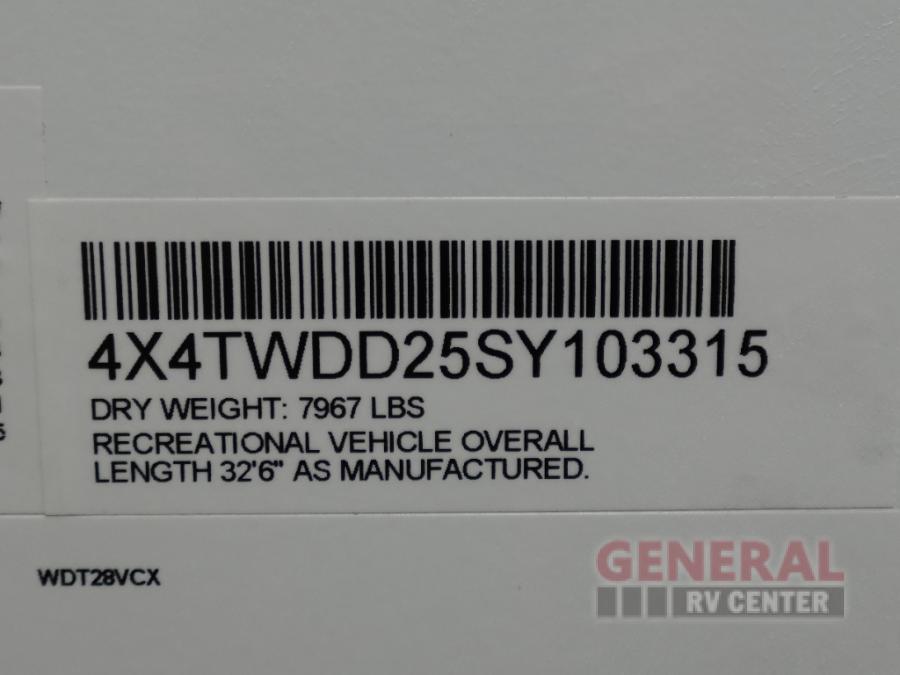 4X4TWDD25SY103315
DRY WEIGHT: 7967 LBS
RECREATIONAL VEHICLE OVERALL
LENGTH 32'6" AS MANUFACTURED.
WDT28VCX
GENERAL
RV CENTER